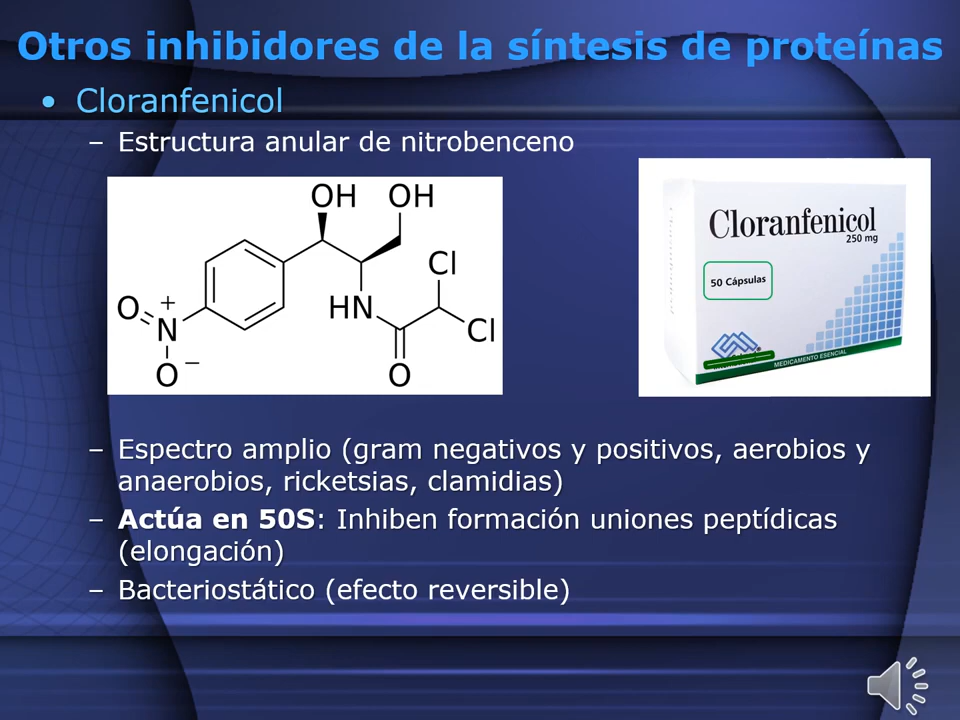 Otros inhibidores de la síntesis de proteínas
• Cloranfenicol
– Estructura anular de nitrobenceno
OH OH
Cl
O + N HN Cl
O − O
Cloranfenicol
250 mg
50 Cápsulas
MEDICAMENTO ESENCIAL
– Espectro amplio (gram negativos y positivos, aerobios y
anaerobios, ricketsias, clamidias)
– Actúa en 50S: Inhiben formación uniones peptídicas
(elongación)
– Bacteriostático (efecto reversible)